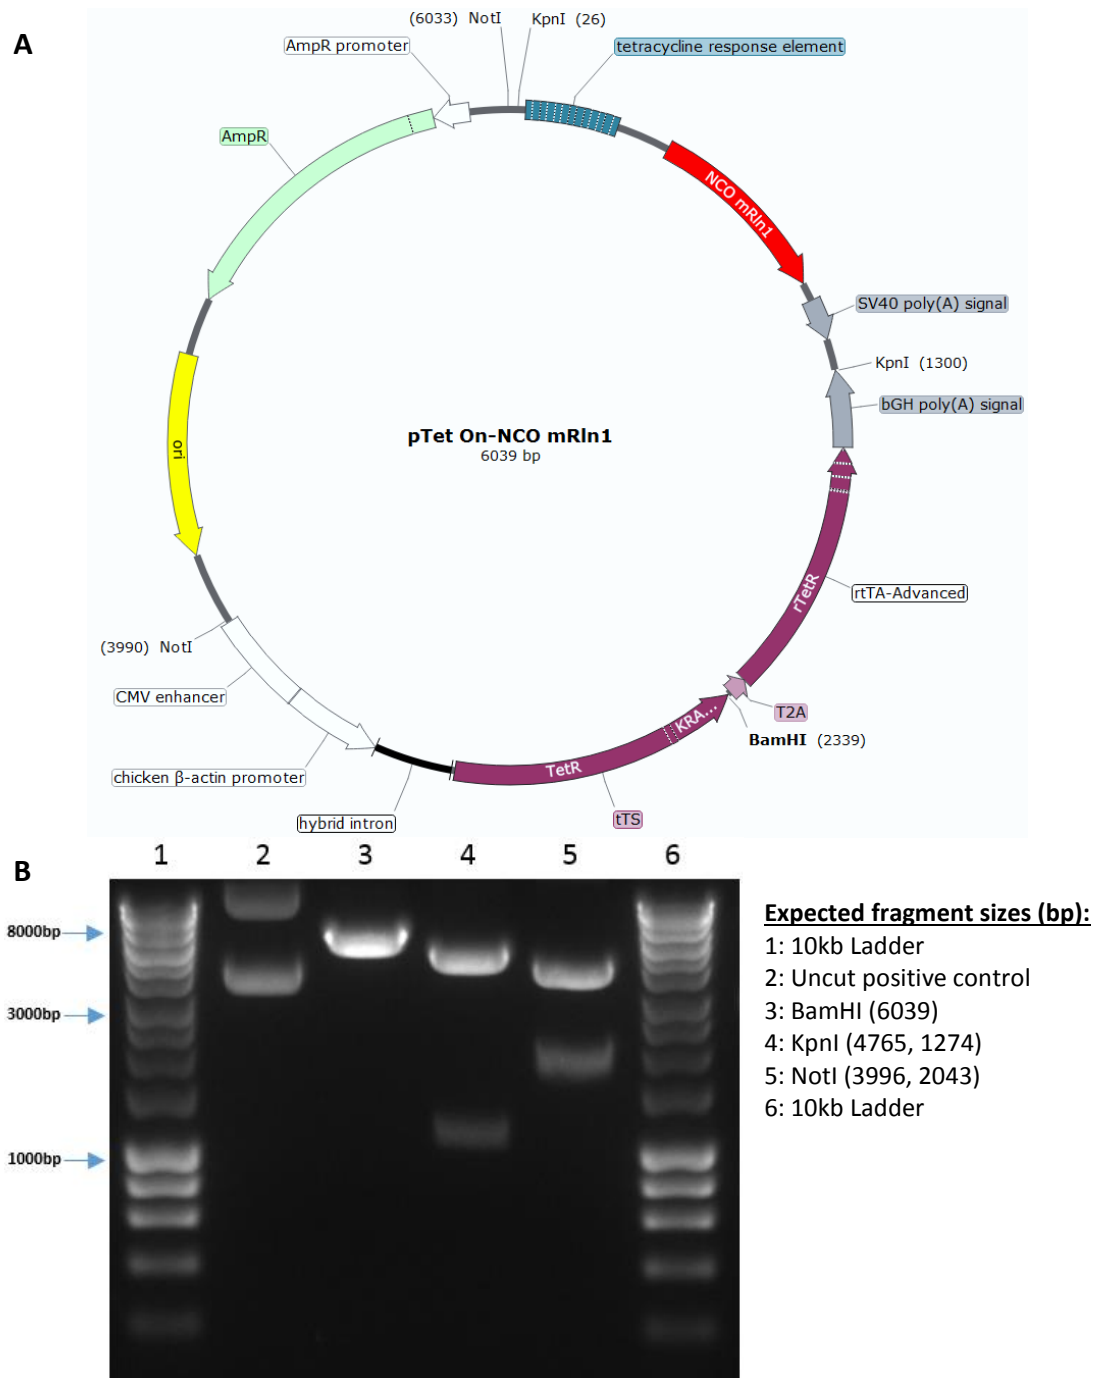 A
(6033) NotI
KpnI (26)
AmpR promoter
tetracycline response element
AmpR
NCO mRln1
SV40 poly(A) signal
KpnI (1300)
bGH poly(A) signal
pTet On-NCO mRln1
6039 bp
ori
rTetR
rtTA-Advanced
(3990) NotI
CMV enhancer
T2A
KRA...
BamHI (2339)
chicken β-actin promoter
TetR
hybrid intron
tTS
B
1 2 3 4 5 6
8000bp
3000bp
1000bp
Expected fragment sizes (bp):
1: 10kb Ladder
2: Uncut positive control
3: BamHI (6039)
4: KpnI (4765, 1274)
5: NotI (3996, 2043)
6: 10kb Ladder